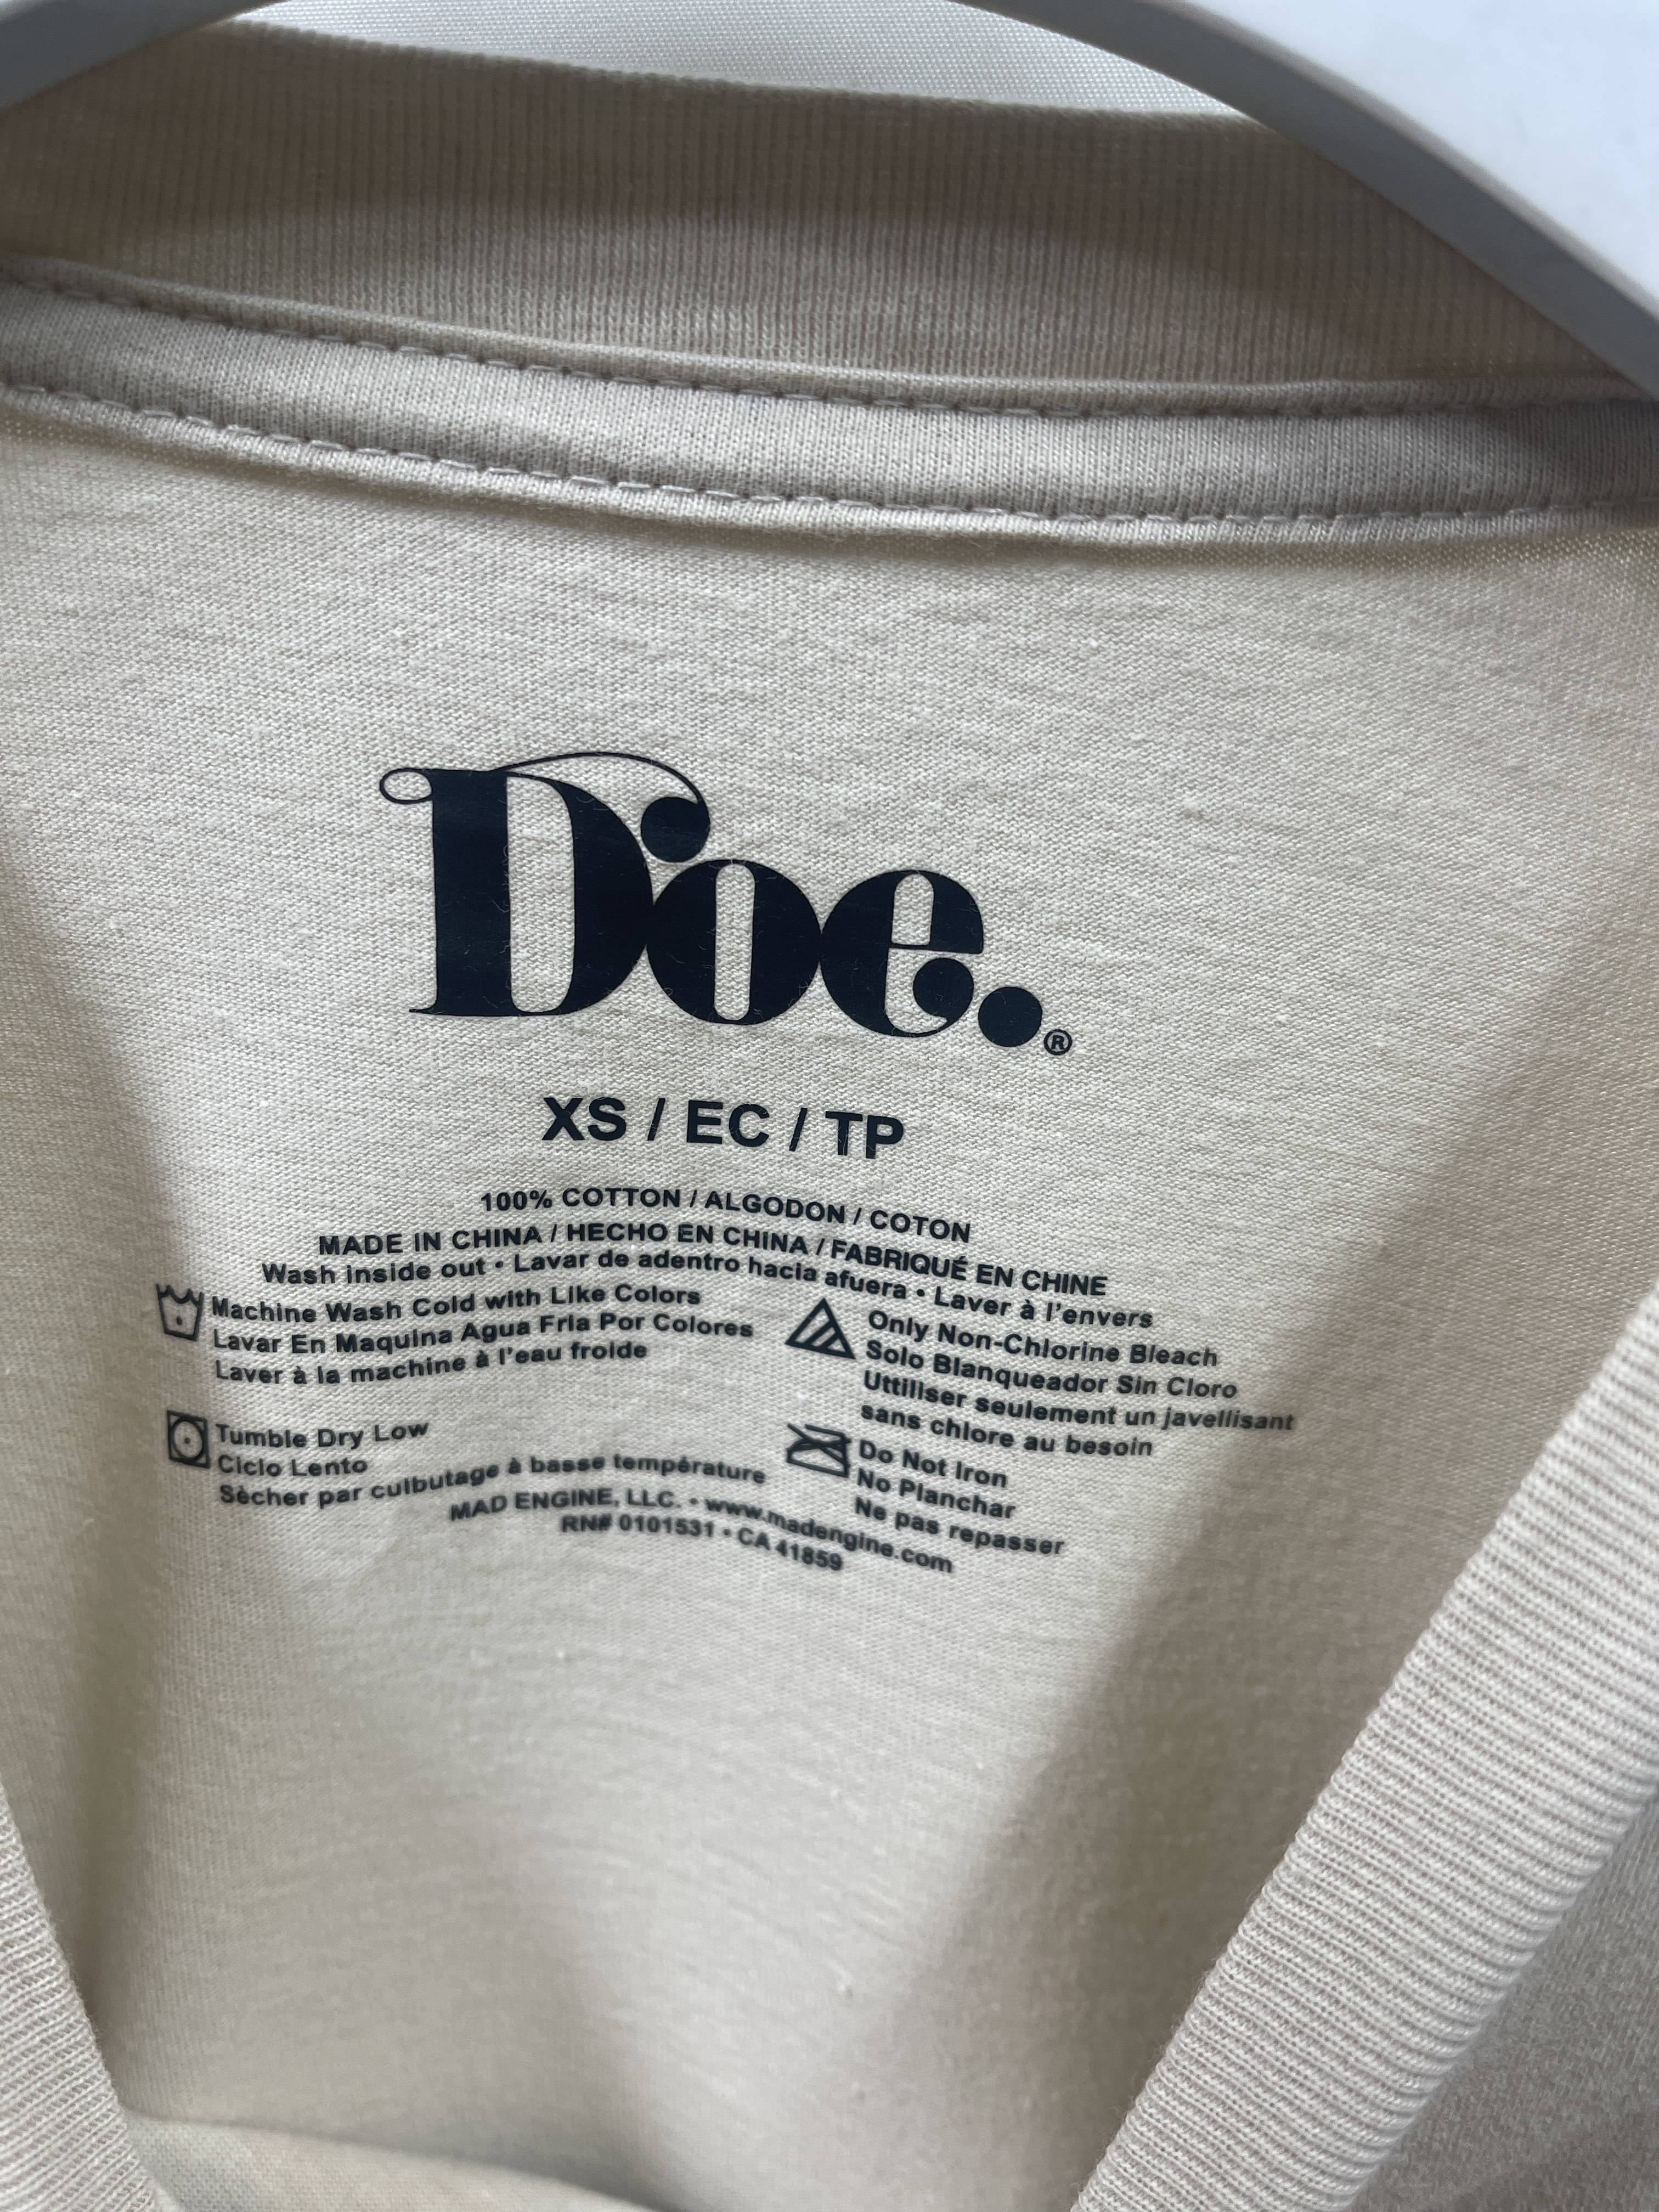 Doe.®
XS / EC / TP
100% COTTON / ALGODON / COTON
MADE IN CHINA / HECHO EN CHINA / FABRIQUÉ EN CHINE
Wash inside out • Lavar de adentro hacia afuera • Laver à l'envers
Machine Wash Cold with Like Colors
Lavar En Maquina Agua Fria Por Colores
Laver à la machine à l'eau froide
Only Non-Chlorine Bleach
Solo Blanqueador Sin Cloro
Uttiliser seulement un javellisant
sans chlore au besoin
Tumble Dry Low
Ciclo Lento
Sècher par culbutage à basse température
Do Not Iron
No Planchar
Ne pas repasser
MAD ENGINE, LLC. • www.madengine.com
RN# 0101531 • CA 41859